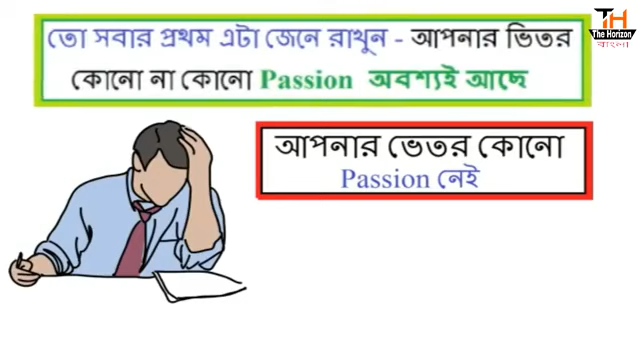 তো সবার প্রথম এটা জেনে রাখুন - আপনার ভিতর
কোনো না কোনো Passion অবশ্যই আছে
আপনার ভেতর কোনো
Passion নেই
TH
The Horizon
বাংলা